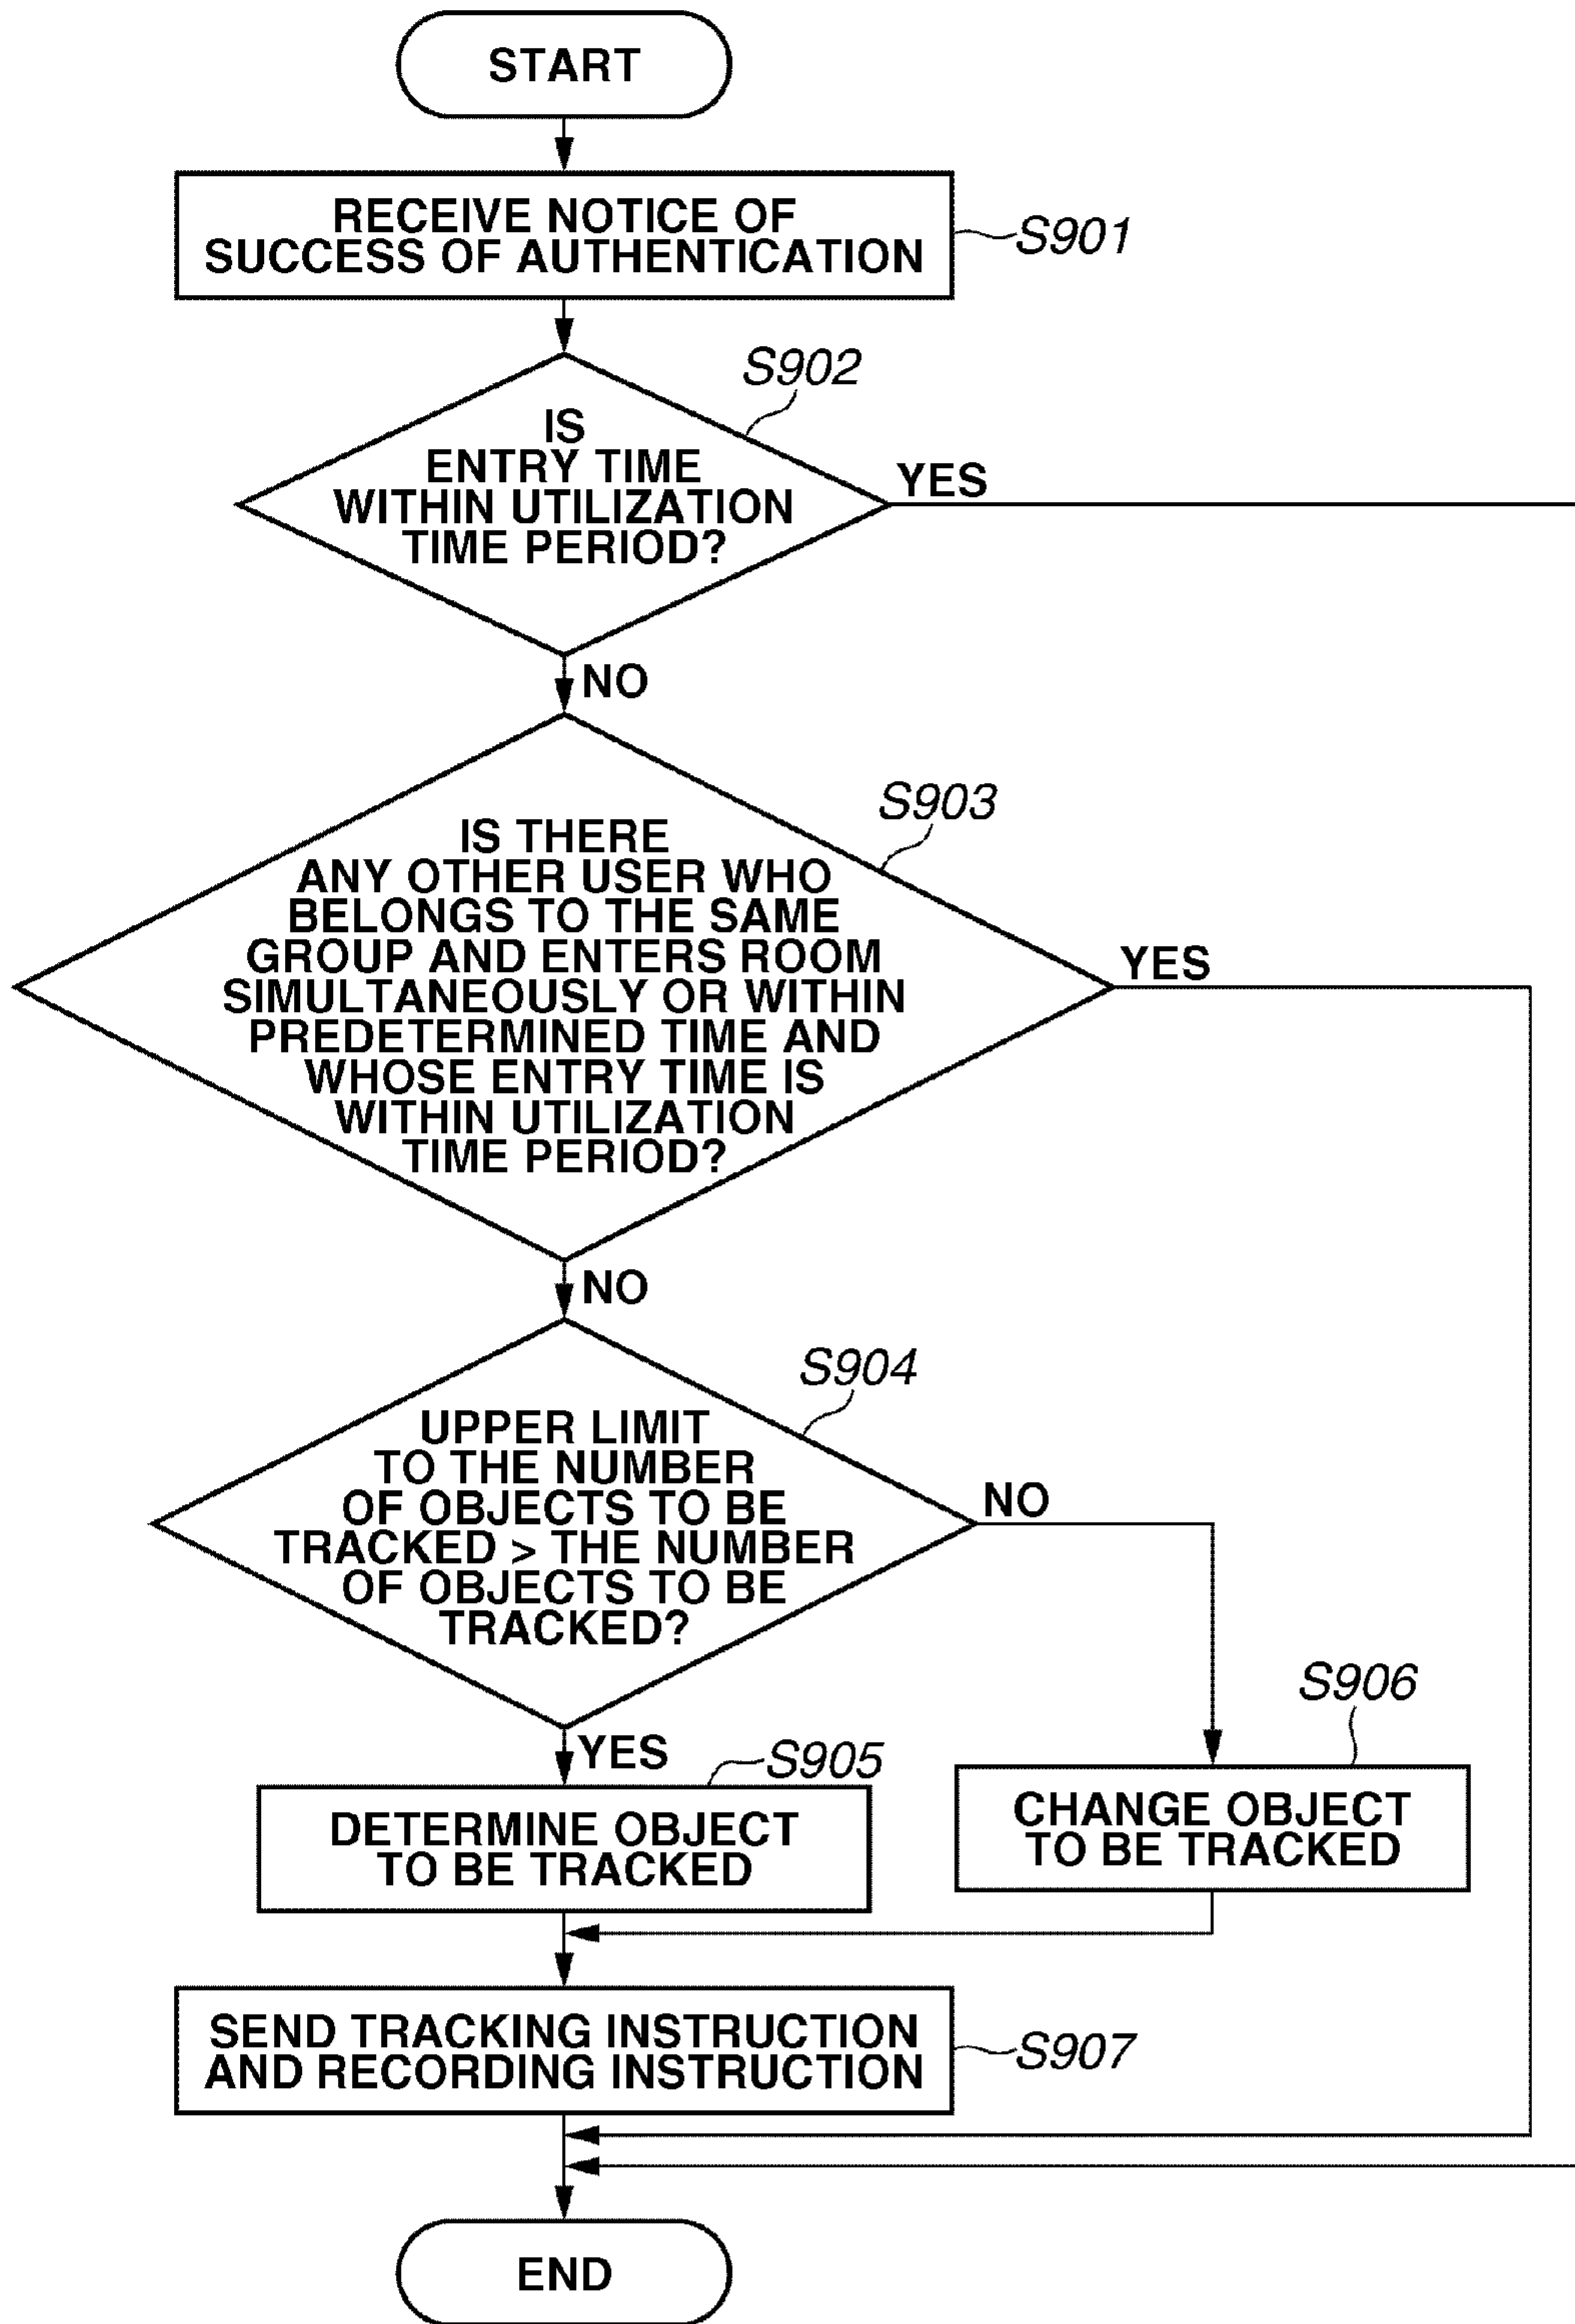 START
RECEIVE NOTICE OF
SUCCESS OF AUTHENTICATION
S901
S902
IS
ENTRY TIME
WITHIN UTILIZATION
TIME PERIOD?
YES
NO
S903
IS THERE
ANY OTHER USER WHO
BELONGS TO THE SAME
GROUP AND ENTERS ROOM
SIMULTANEOUSLY OR WITHIN
PREDETERMINED TIME AND
WHOSE ENTRY TIME IS
WITHIN UTILIZATION
TIME PERIOD?
YES
NO
S904
UPPER LIMIT
TO THE NUMBER
OF OBJECTS TO BE
TRACKED > THE NUMBER
OF OBJECTS TO BE
TRACKED?
NO
YES
S905
DETERMINE OBJECT
TO BE TRACKED
S906
CHANGE OBJECT
TO BE TRACKED
SEND TRACKING INSTRUCTION
AND RECORDING INSTRUCTION
S907
END